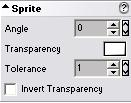 Sprite ?
Angle 0
Transparency
Tolerance 1
Invert Transparency